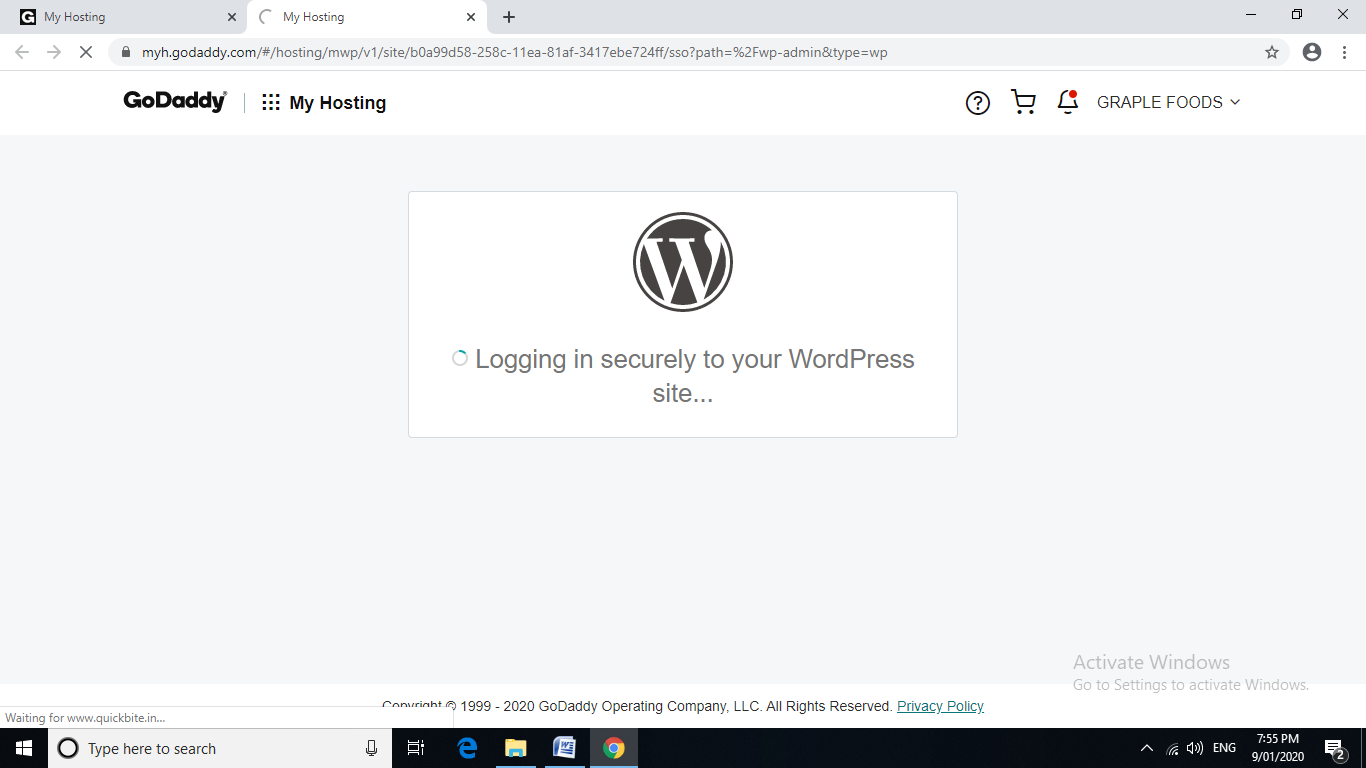 My Hosting
My Hosting
myh.godaddy.com/#/hosting/mwp/v1/site/b0a99d58-258c-11ea-81af-3417ebe724ff/sso?path=%2Fwp-admin&type=wp
GoDaddy
My Hosting
GRAPLE FOODS
Logging in securely to your WordPress
site...
Activate Windows
Go to Settings to activate Windows.
Copyright © 1999 - 2020 GoDaddy Operating Company, LLC. All Rights Reserved. Privacy Policy
Waiting for www.quickbite.in...
Type here to search
ENG
7:55 PM
9/01/2020
2